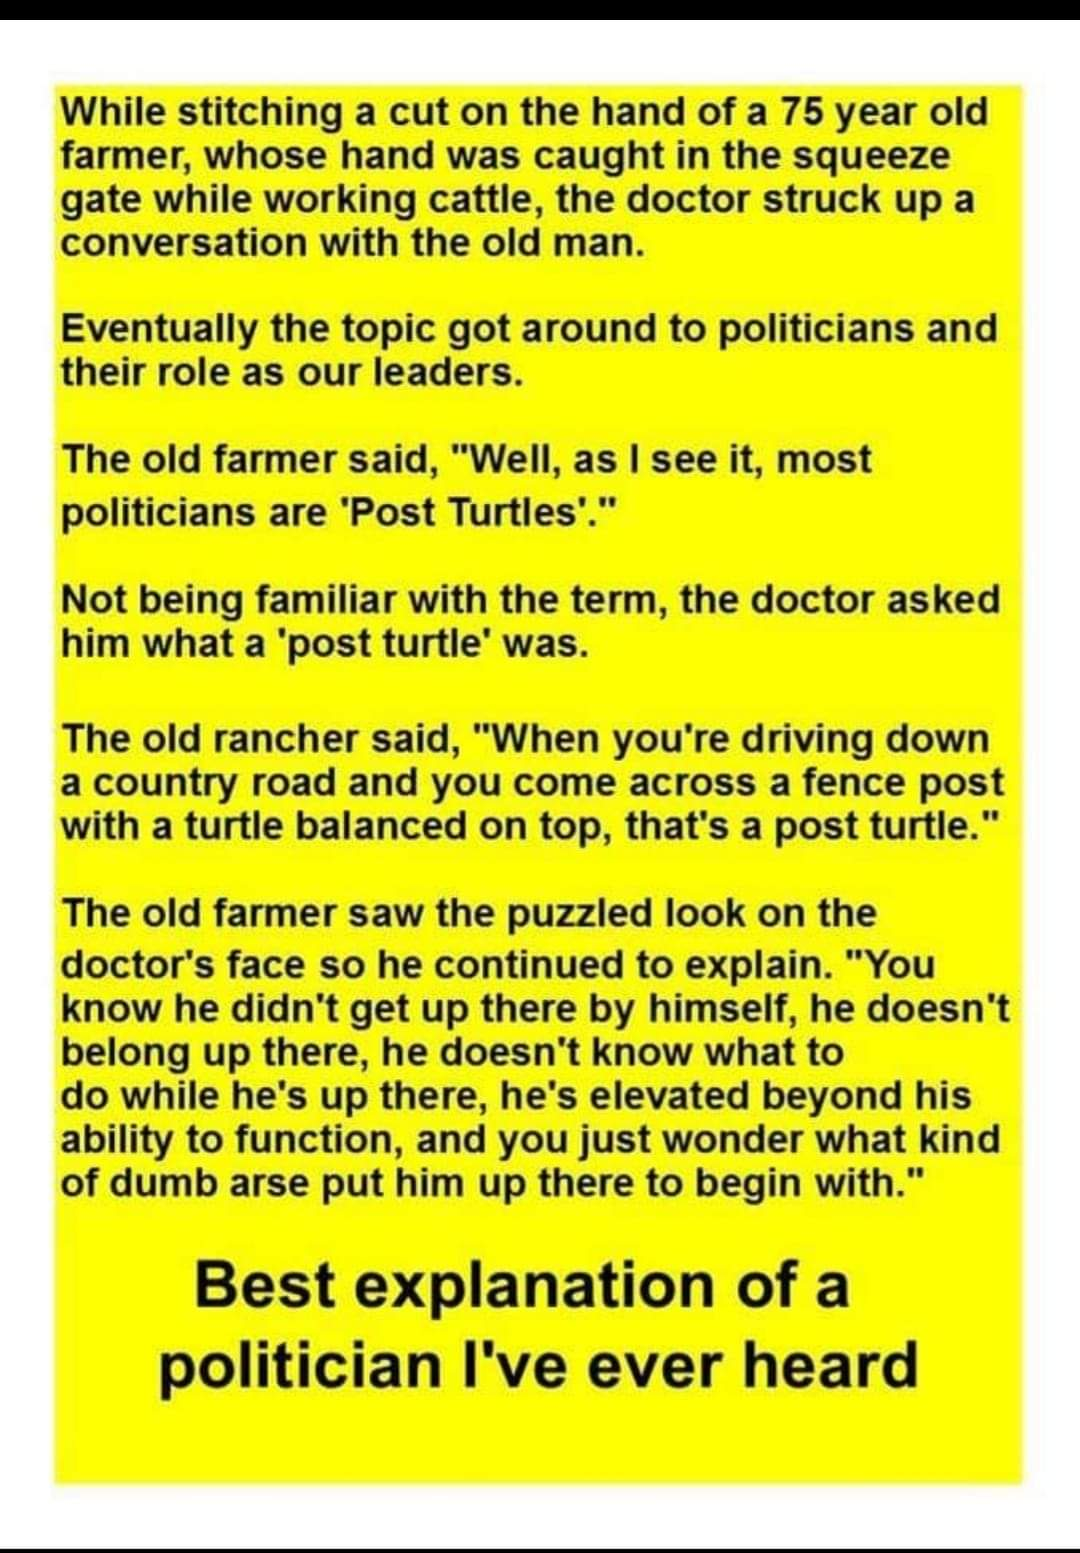 While stitching a cut on the hand of a 75 year old
farmer, whose hand was caught in the squeeze
gate while working cattle, the doctor struck up a
conversation with the old man.
Eventually the topic got around to politicians and
their role as our leaders.
The old farmer said, "Well, as I see it, most
politicians are 'Post Turtles'."
Not being familiar with the term, the doctor asked
him what a 'post turtle' was.
The old rancher said, "When you're driving down
a country road and you come across a fence post
with a turtle balanced on top, that's a post turtle."
The old farmer saw the puzzled look on the
doctor's face so he continued to explain. "You
know he didn't get up there by himself, he doesn't
belong up there, he doesn't know what to
do while he's up there, he's elevated beyond his
ability to function, and you just wonder what kind
of dumb arse put him up there to begin with."
Best explanation of a
politician I've ever heard